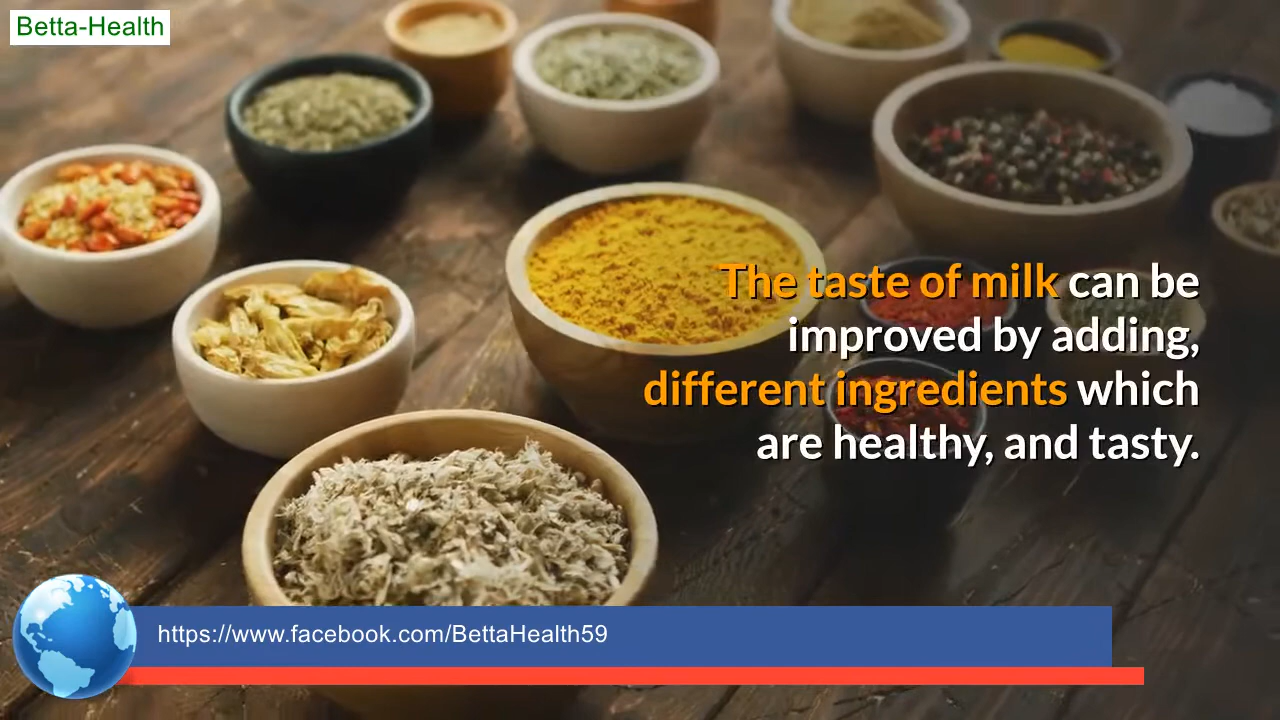 Betta-Health
The taste of milk can be
improved by adding,
different ingredients which
are healthy, and tasty.
https://www.facebook.com/BettaHealth59